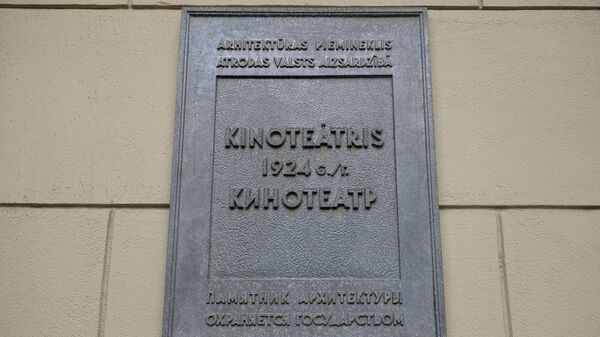 ARHITEKTŪRAS PIEMINEKLIS
ATRODAS VALSTS AIZSARDZĪBĀ
KINOTEĀTRIS
1924 G./Г.
КИНОТЕАТР
ПАМЯТНИК АРХИТЕКТУРЫ
ОХРАНЯЕТСЯ ГОСУДАРСТВОМ